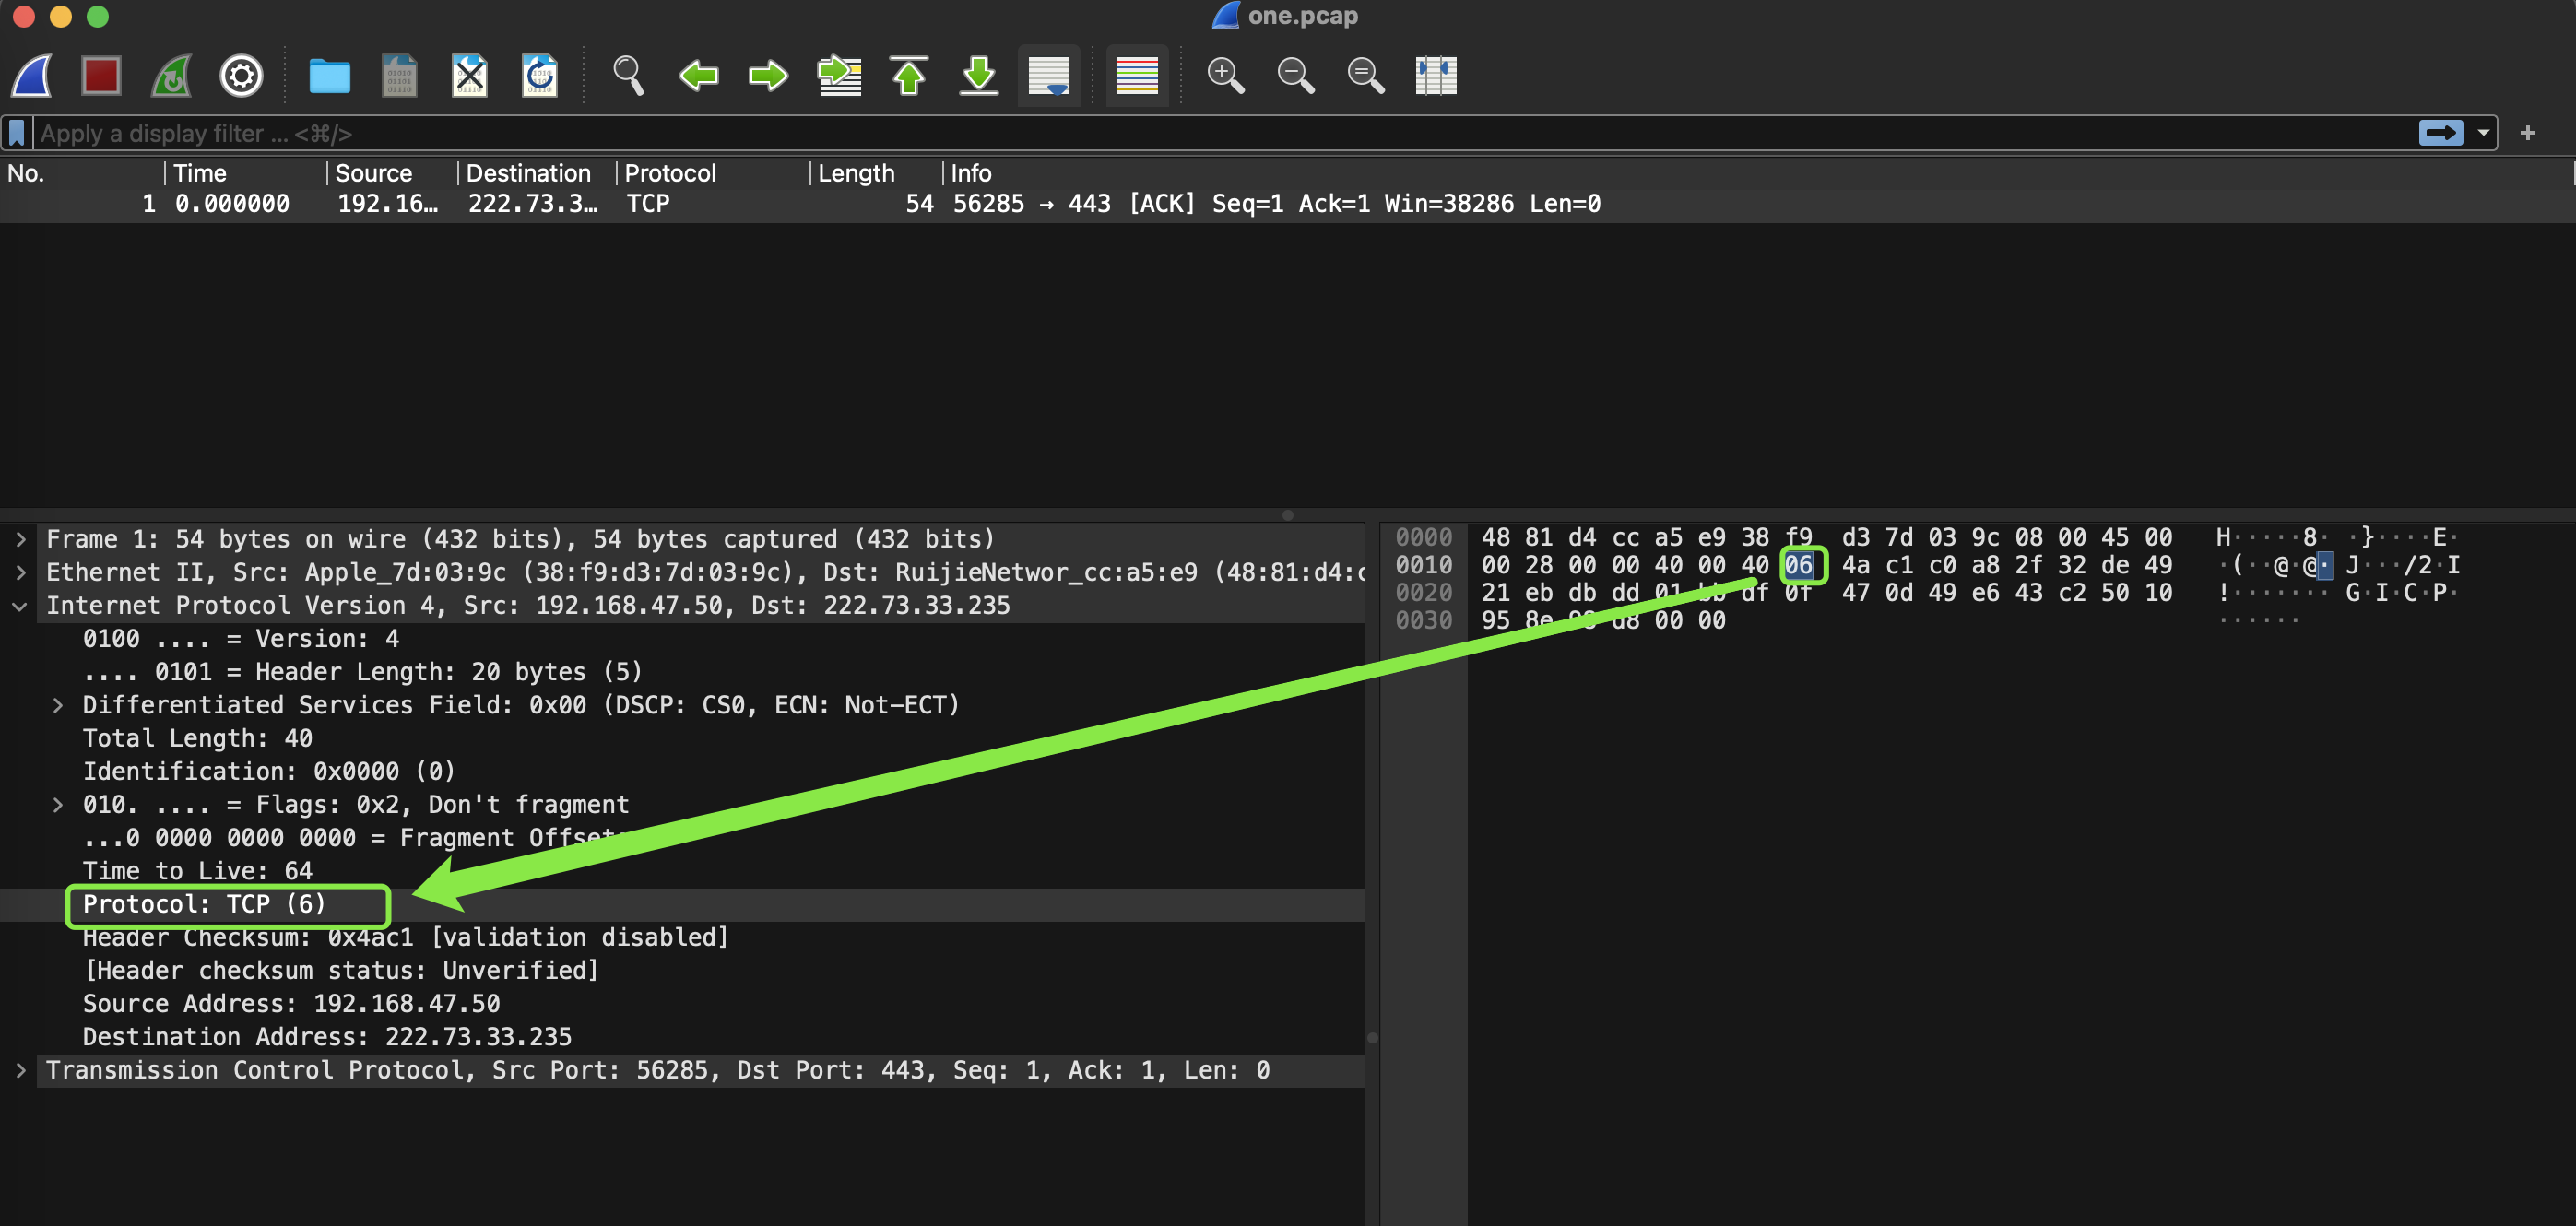 one.pcap
Apply a display filter ... <⌘/>
No. Time Source Destination Protocol Length Info
1 0.000000 192.16… 222.73.3… TCP 54 56285 → 443 [ACK] Seq=1 Ack=1 Win=38286 Len=0
Frame 1: 54 bytes on wire (432 bits), 54 bytes captured (432 bits)
Ethernet II, Src: Apple_7d:03:9c (38:f9:d3:7d:03:9c), Dst: RuijieNetwor_cc:a5:e9 (48:81:d4:c
Internet Protocol Version 4, Src: 192.168.47.50, Dst: 222.73.33.235
0100 .... = Version: 4
.... 0101 = Header Length: 20 bytes (5)
Differentiated Services Field: 0x00 (DSCP: CS0, ECN: Not-ECT)
Total Length: 40
Identification: 0x0000 (0)
010. .... = Flags: 0x2, Don't fragment
...0 0000 0000 0000 = Fragment Offset:
Time to Live: 64
Protocol: TCP (6)
Header Checksum: 0x4ac1 [validation disabled]
[Header checksum status: Unverified]
Source Address: 192.168.47.50
Destination Address: 222.73.33.235
Transmission Control Protocol, Src Port: 56285, Dst Port: 443, Seq: 1, Ack: 1, Len: 0
0000 48 81 d4 cc a5 e9 38 f9 d3 7d 03 9c 08 00 45 00 H·····8· ·}····E·
0010 00 28 00 00 40 00 40 06 4a c1 c0 a8 2f 32 de 49 ·(··@·@· J···/2·I
0020 21 eb db dd 01 bb df 0f 47 0d 49 e6 43 c2 50 10 !······· G·I·C·P·
0030 95 8e 98 d8 00 00 ······